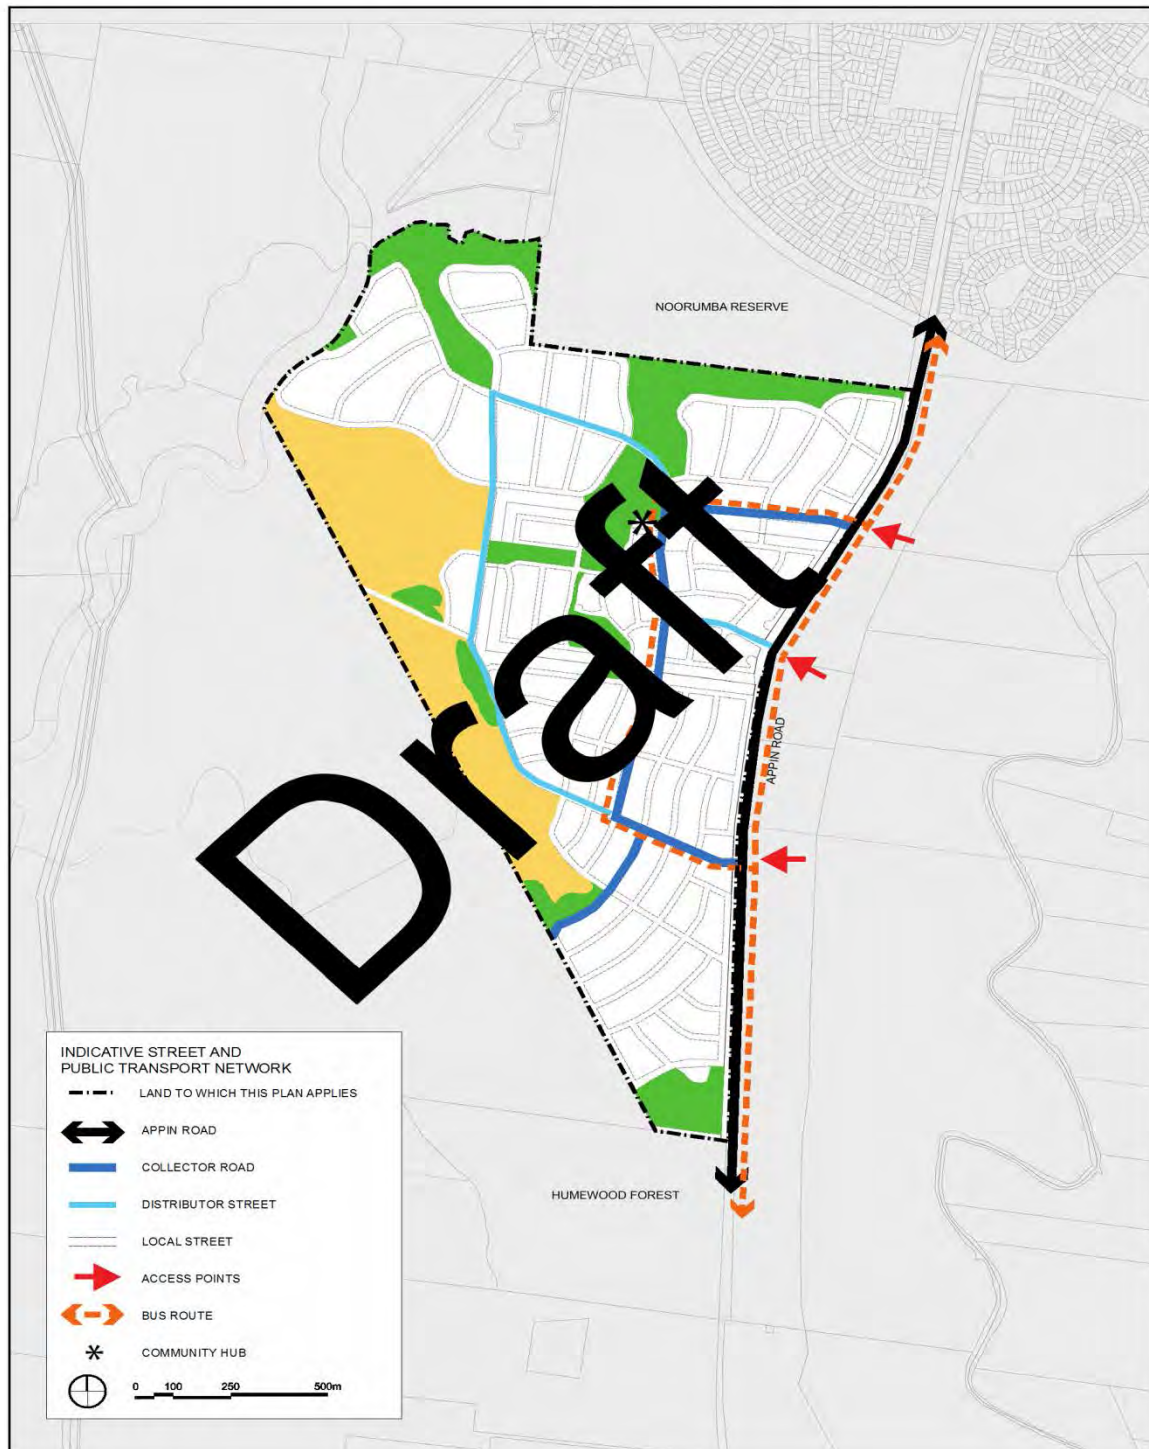 NOORUMBA RESERVE
Draft
APPIN ROAD
INDICATIVE STREET AND
PUBLIC TRANSPORT NETWORK
LAND TO WHICH THIS PLAN APPLIES
APPIN ROAD
COLLECTOR ROAD
DISTRIBUTOR STREET
LOCAL STREET
ACCESS POINTS
BUS ROUTE
COMMUNITY HUB
0 100 250 500m
HUMEWOOD FOREST